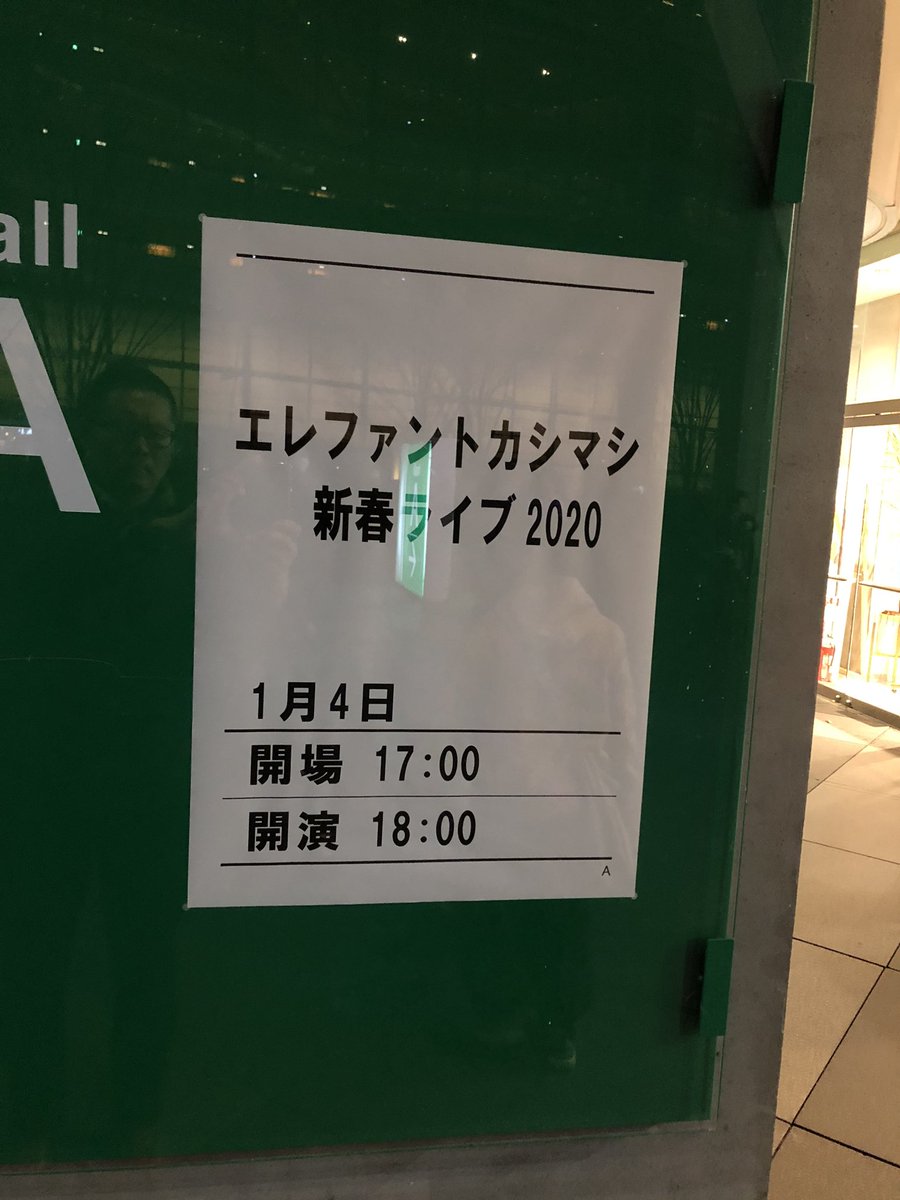 all
A
エレファントカシマシ
新春ライブ2020
1月4日
開場 17:00
開演 18:00
A